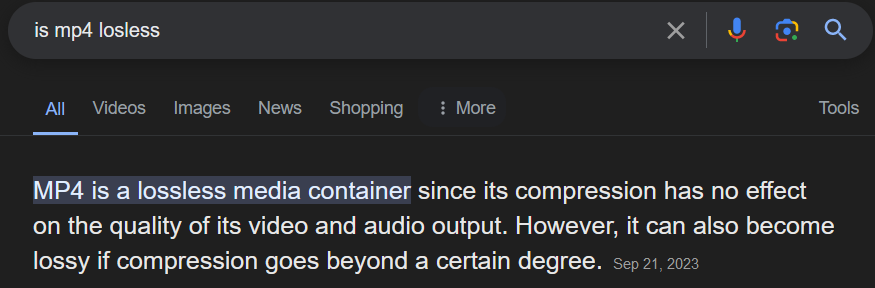 is mp4 losless
All Videos Images News Shopping More Tools
MP4 is a lossless media container since its compression has no effect
on the quality of its video and audio output. However, it can also become
lossy if compression goes beyond a certain degree. Sep 21, 2023